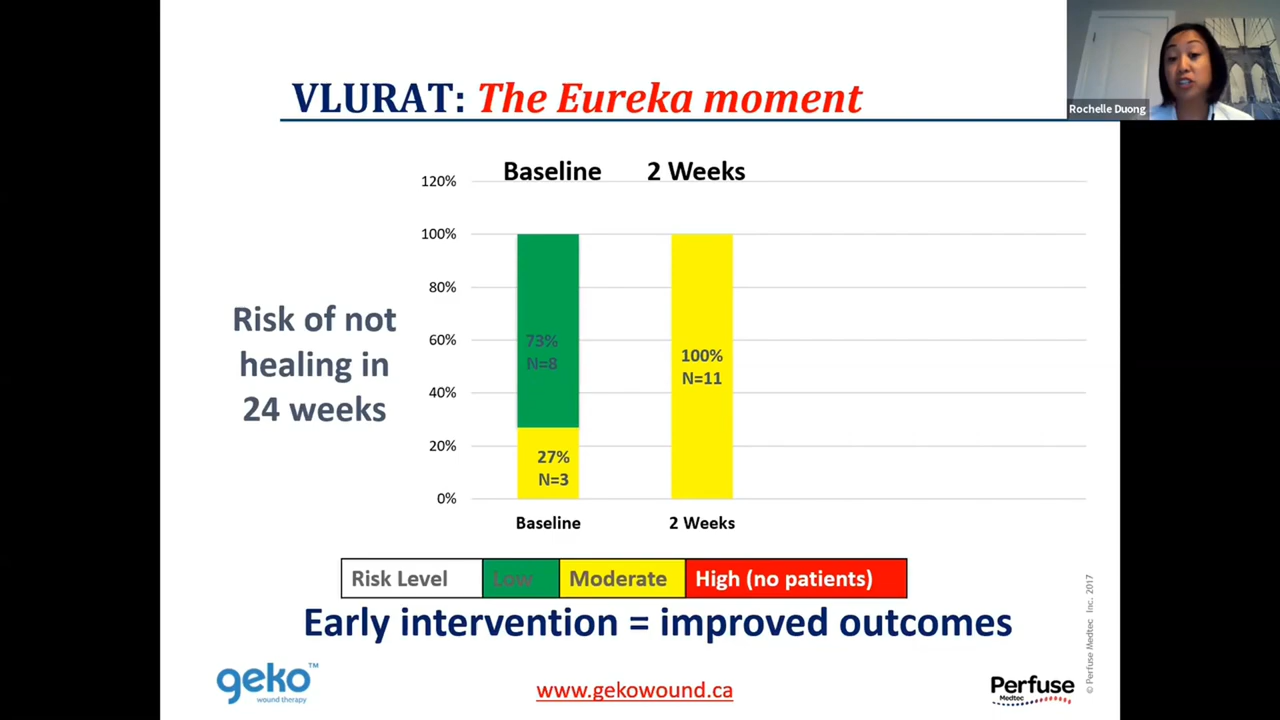 VLURAT: The Eureka moment
Rochelle Duong
Baseline
2 Weeks
120%
100%
80%
60%
40%
20%
0%
Risk of not
healing in
24 weeks
73%
N=8
27%
N=3
100%
N=11
Baseline
2 Weeks
Risk Level
Low
Moderate
High (no patients)
Early intervention = improved outcomes
geko™
wound therapy
www.gekowound.ca
Perfuse
Medtec
© Perfuse Medtec Inc. 2017